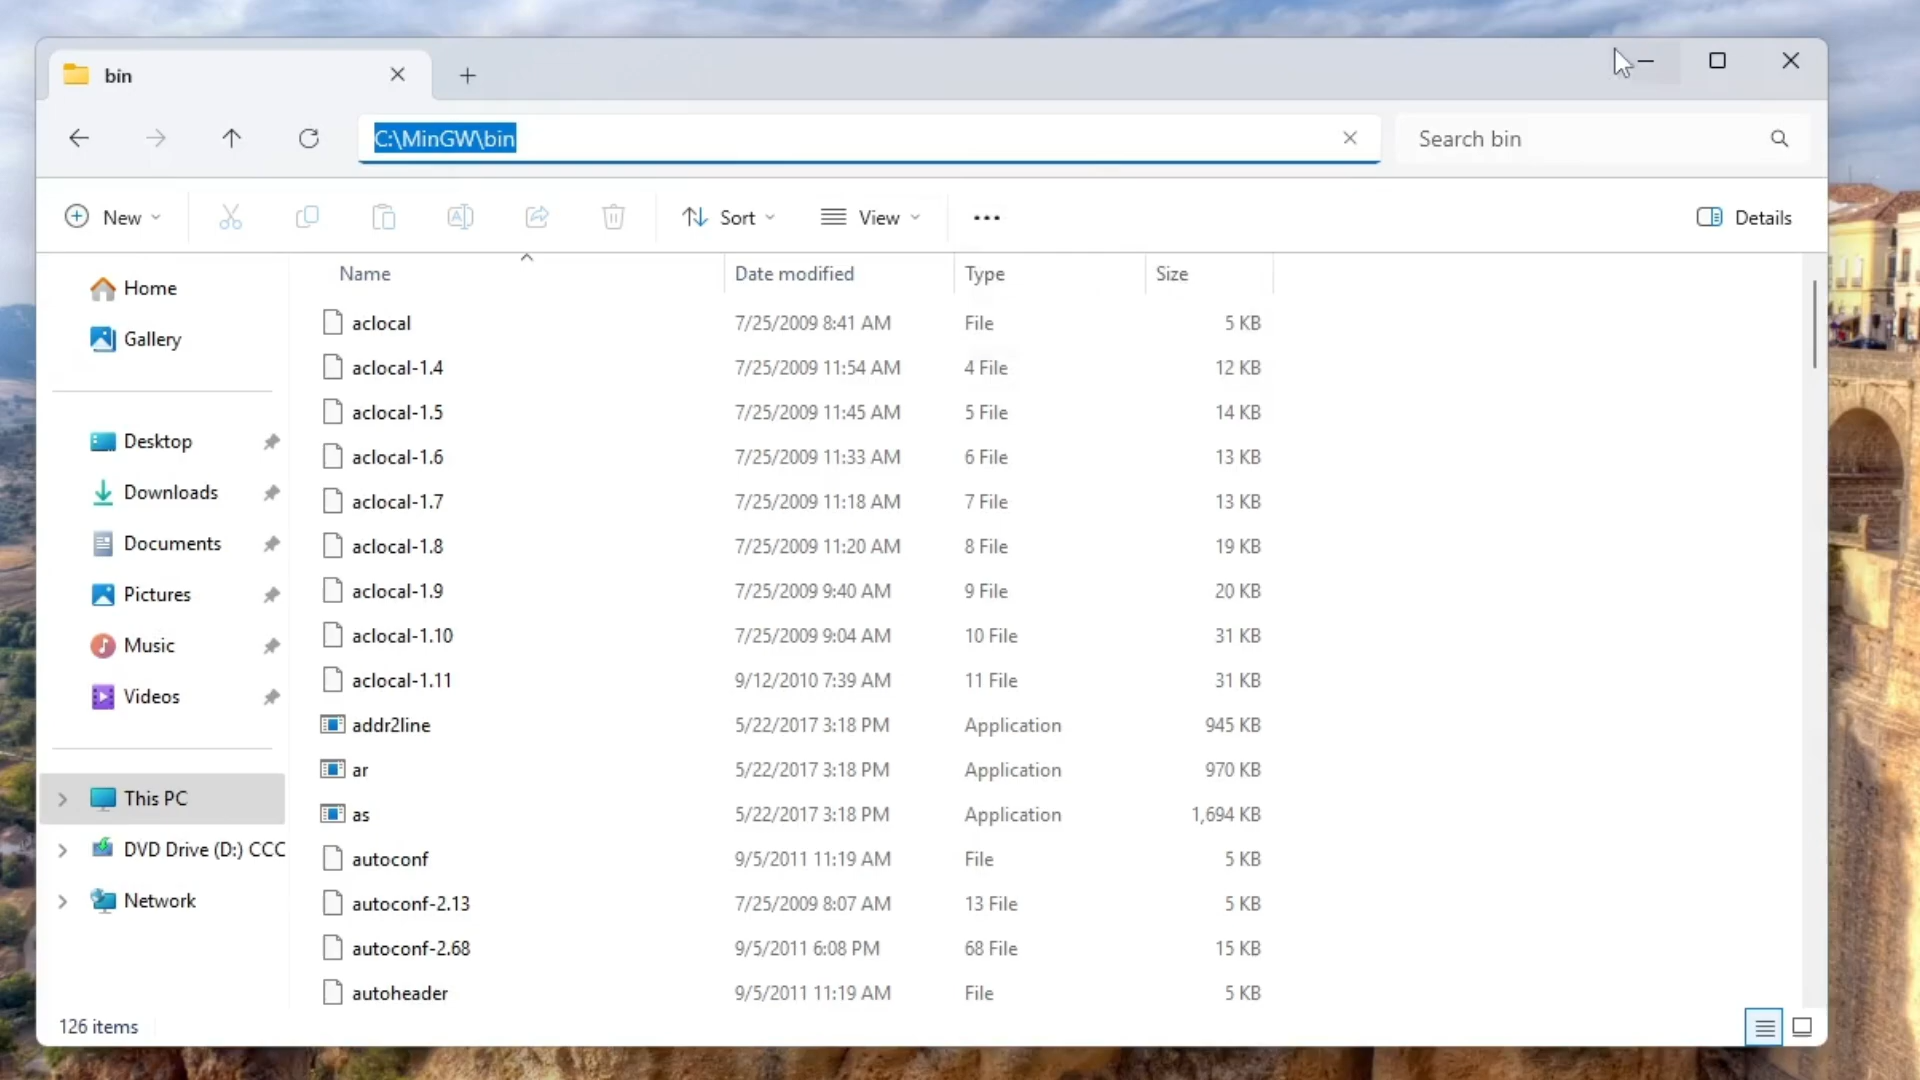 bin
C:\MinGW\bin
Search bin
New
Sort
View
Details
Name Date modified Type Size
Home
Gallery
Desktop
Downloads
Documents
Pictures
Music
Videos
This PC
DVD Drive (D:) CCC
Network
aclocal 7/25/2009 8:41 AM File 5 KB
aclocal-1.4 7/25/2009 11:54 AM 4 File 12 KB
aclocal-1.5 7/25/2009 11:45 AM 5 File 14 KB
aclocal-1.6 7/25/2009 11:33 AM 6 File 13 KB
aclocal-1.7 7/25/2009 11:18 AM 7 File 13 KB
aclocal-1.8 7/25/2009 11:20 AM 8 File 19 KB
aclocal-1.9 7/25/2009 9:40 AM 9 File 20 KB
aclocal-1.10 7/25/2009 9:04 AM 10 File 31 KB
aclocal-1.11 9/12/2010 7:39 AM 11 File 31 KB
addr2line 5/22/2017 3:18 PM Application 945 KB
ar 5/22/2017 3:18 PM Application 970 KB
as 5/22/2017 3:18 PM Application 1,694 KB
autoconf 9/5/2011 11:19 AM File 5 KB
autoconf-2.13 7/25/2009 8:07 AM 13 File 5 KB
autoconf-2.68 9/5/2011 6:08 PM 68 File 15 KB
autoheader 9/5/2011 11:19 AM File 5 KB
126 items